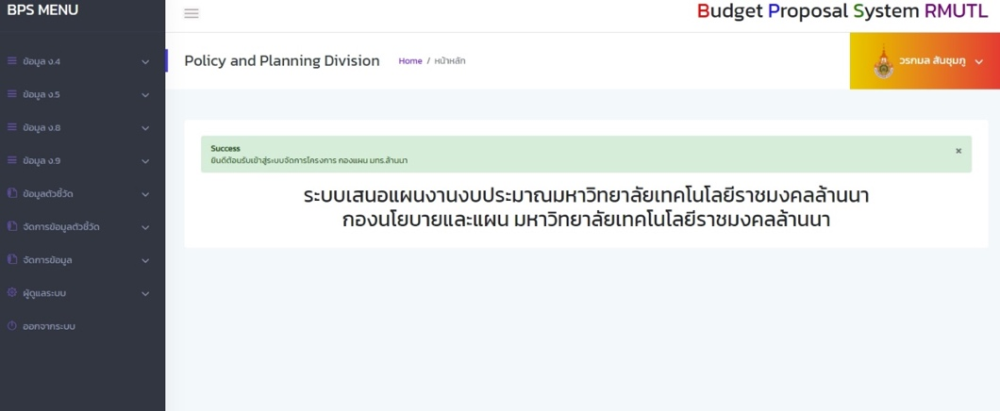 BPS MENU
Budget Proposal System RMUTL
ข้อมูล ง.4
ข้อมูล ง.5
ข้อมูล ง.8
ข้อมูล ง.9
ข้อมูลตัวชี้วัด
จัดการข้อมูลตัวชี้วัด
จัดการข้อมูล
ผู้ดูแลระบบ
ออกจากระบบ
Policy and Planning Division Home / หน้าหลัก
วรกมล สันชุมภู
Success
ยินดีต้อนรับเข้าสู่ระบบจัดการโครงการ กองแผน มทร.ล้านนา
ระบบเสนอแผนงานงบประมาณมหาวิทยาลัยเทคโนโลยีราชมงคลล้านนา
กองนโยบายและแผน มหาวิทยาลัยเทคโนโลยีราชมงคลล้านนา